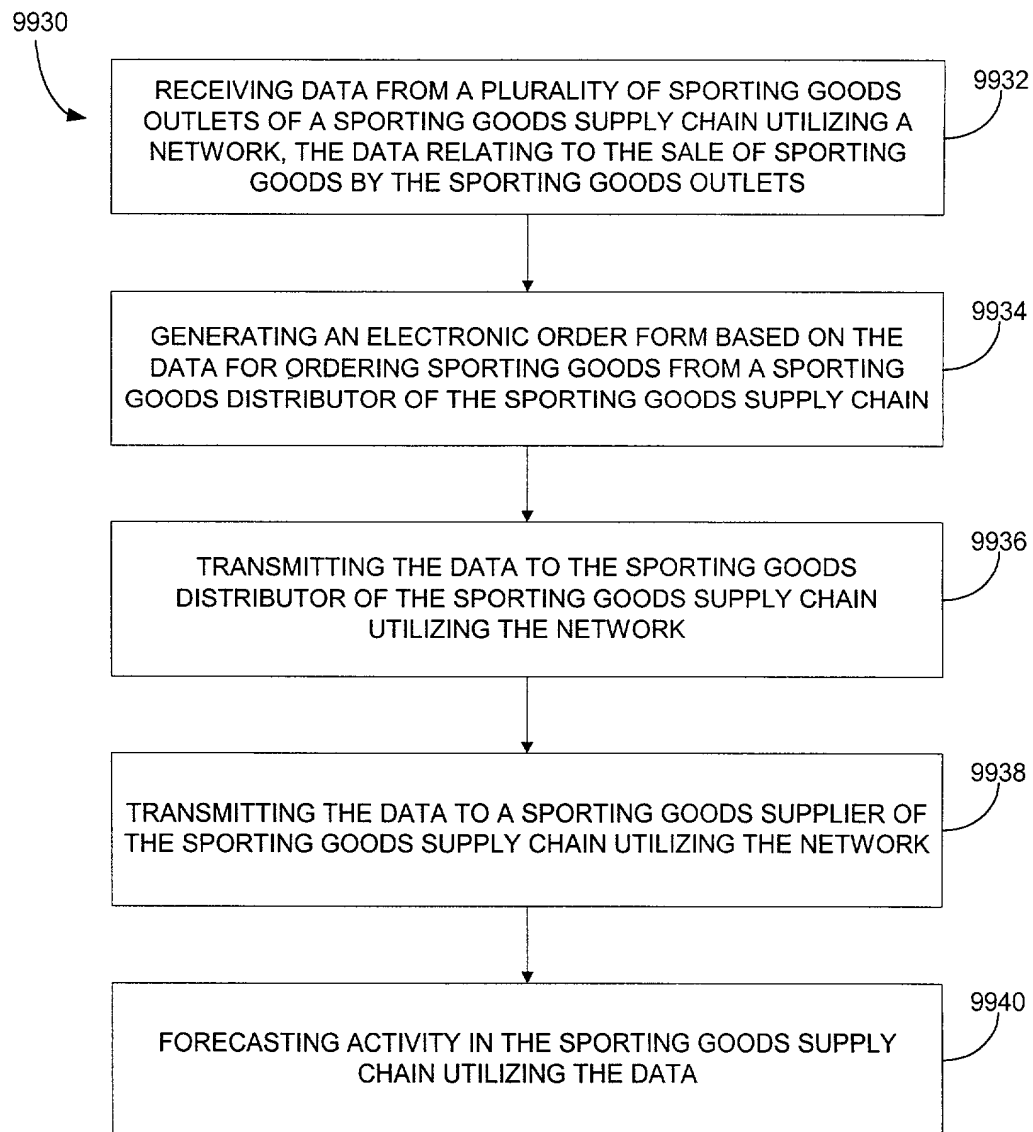 9930
RECEIVING DATA FROM A PLURALITY OF SPORTING GOODS
OUTLETS OF A SPORTING GOODS SUPPLY CHAIN UTILIZING A
NETWORK, THE DATA RELATING TO THE SALE OF SPORTING
GOODS BY THE SPORTING GOODS OUTLETS
9932
GENERATING AN ELECTRONIC ORDER FORM BASED ON THE
DATA FOR ORDERING SPORTING GOODS FROM A SPORTING
GOODS DISTRIBUTOR OF THE SPORTING GOODS SUPPLY CHAIN
9934
TRANSMITTING THE DATA TO THE SPORTING GOODS
DISTRIBUTOR OF THE SPORTING GOODS SUPPLY CHAIN
UTILIZING THE NETWORK
9936
TRANSMITTING THE DATA TO A SPORTING GOODS SUPPLIER OF
THE SPORTING GOODS SUPPLY CHAIN UTILIZING THE NETWORK
9938
FORECASTING ACTIVITY IN THE SPORTING GOODS SUPPLY
CHAIN UTILIZING THE DATA
9940